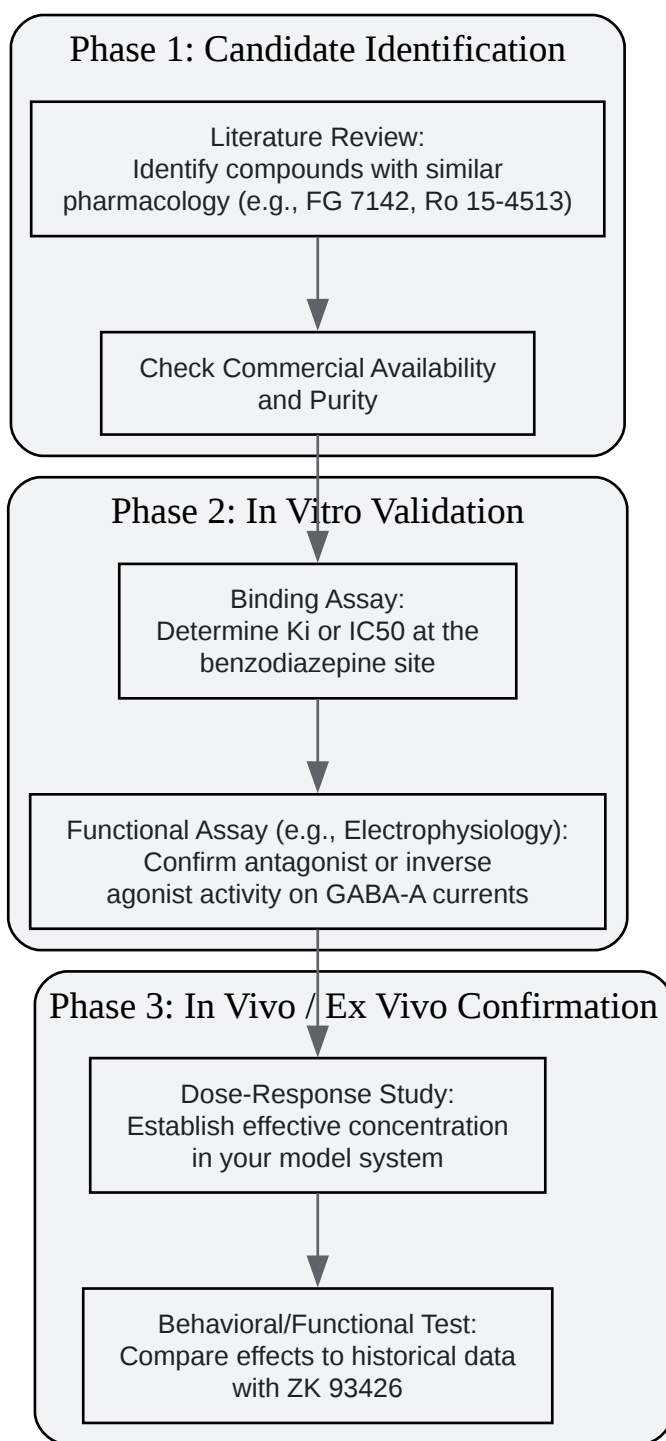 Phase 1: Candidate Identification
Literature Review:
Identify compounds with similar
pharmacology (e.g., FG 7142, Ro 15-4513)
Check Commercial Availability
and Purity
Phase 2: In Vitro Validation
Binding Assay:
Determine Ki or IC50 at the
benzodiazepine site
Functional Assay (e.g., Electrophysiology):
Confirm antagonist or inverse
agonist activity on GABA-A currents
Phase 3: In Vivo / Ex Vivo Confirmation
Dose-Response Study:
Establish effective concentration
in your model system
Behavioral/Functional Test:
Compare effects to historical data
with ZK 93426